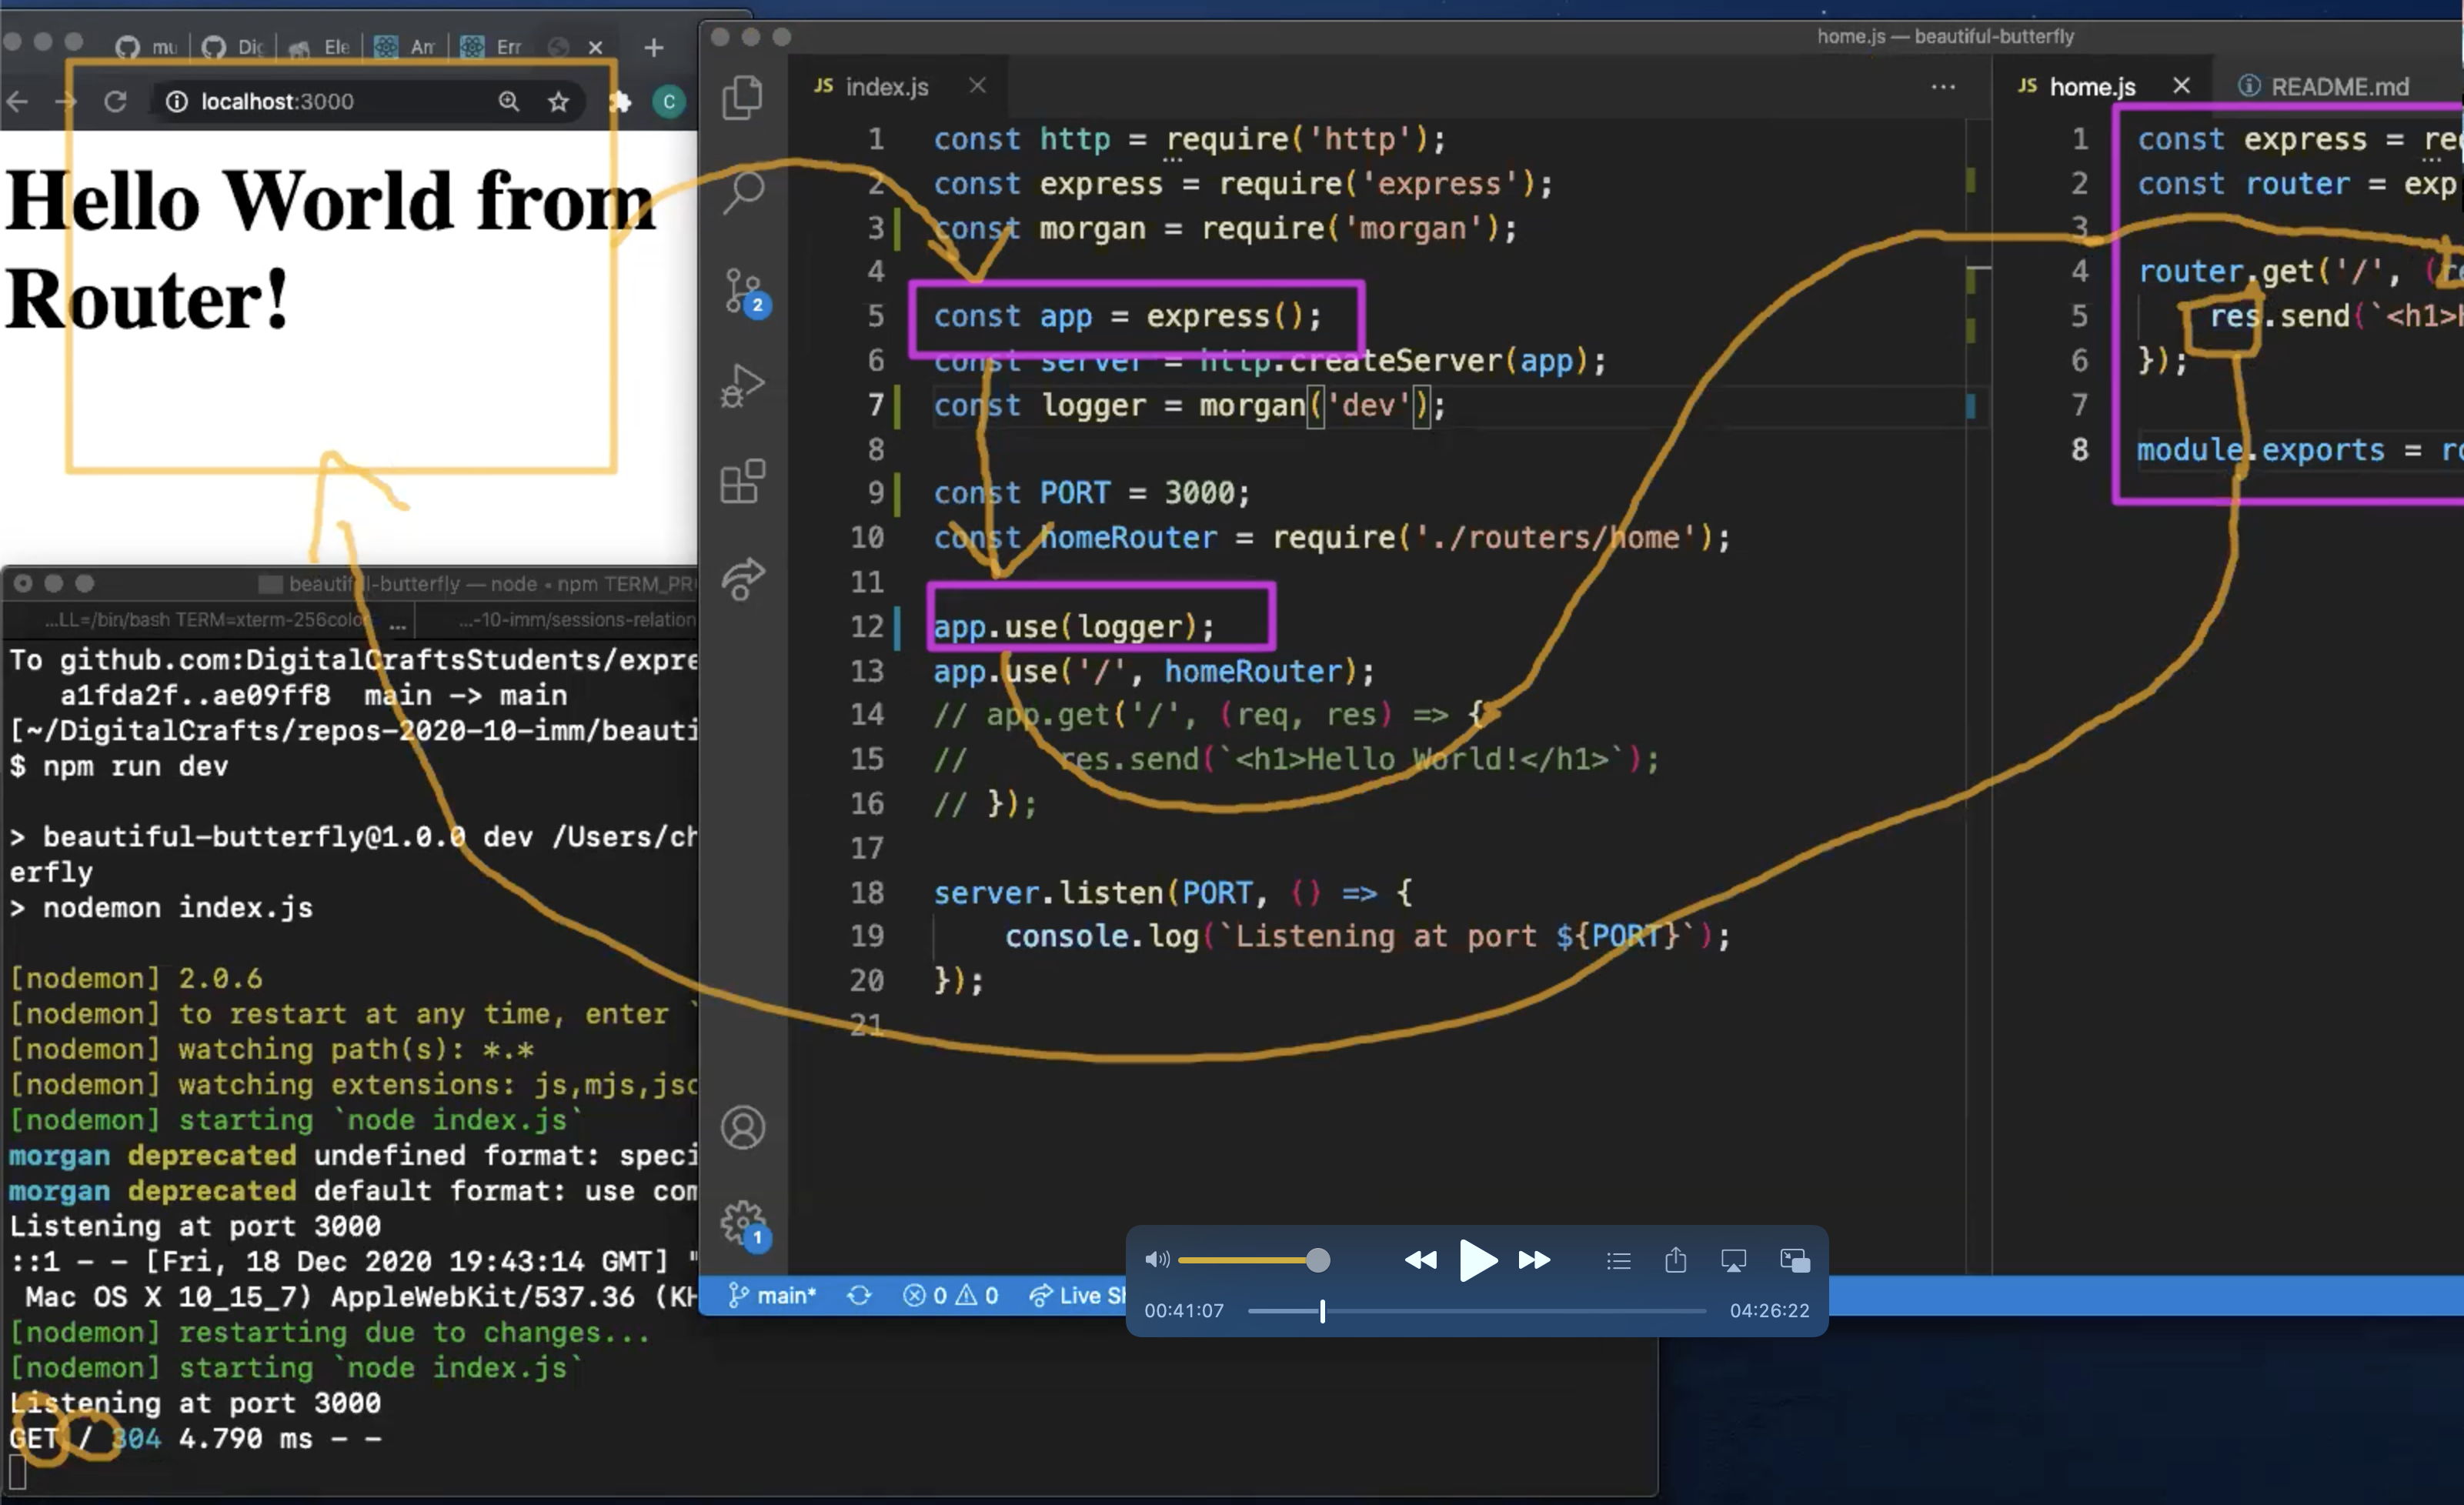 mu Dig Ele An Err
localhost:3000
C
Hello World from
Router!
beautiful-butterfly — node • npm TERM_PR
...LL=/bin/bash TERM=xterm-256color ... ...-10-imm/sessions-relation
To github.com:DigitalCraftsStudents/expre
a1fda2f..ae09ff8 main -> main
[~/DigitalCrafts/repos-2020-10-imm/beauti
$ npm run dev
> beautiful-butterfly@1.0.0 dev /Users/ch
erfly
> nodemon index.js
[nodemon] 2.0.6
[nodemon] to restart at any time, enter `
[nodemon] watching path(s): *.*
[nodemon] watching extensions: js,mjs,jso
[nodemon] starting `node index.js`
morgan deprecated undefined format: speci
morgan deprecated default format: use com
Listening at port 3000
::1 - - [Fri, 18 Dec 2020 19:43:14 GMT] "
Mac OS X 10_15_7) AppleWebKit/537.36 (KH
[nodemon] restarting due to changes...
[nodemon] starting `node index.js`
Listening at port 3000
GET / 304 4.790 ms - -
home.js — beautiful-butterfly
JS index.js
2
1
1 const http = require('http');
2 const express = require('express');
3 const morgan = require('morgan');
4
5 const app = express();
6 const server = http.createServer(app);
7 const logger = morgan('dev');
8
9 const PORT = 3000;
10 const homeRouter = require('./routers/home');
11
12 app.use(logger);
13 app.use('/', homeRouter);
14 // app.get('/', (req, res) => {
15 // res.send(`<h1>Hello World!</h1>`);
16 // });
17
18 server.listen(PORT, () => {
19 console.log(`Listening at port ${PORT}`);
20 });
21
JS home.js README.md
1 const express = re
2 const router = exp
3
4 router.get('/', (r
5 res.send(`<h1>H
6 });
7
8 module.exports = ro
main* 0 0 Live Sh
00:41:07 04:26:22